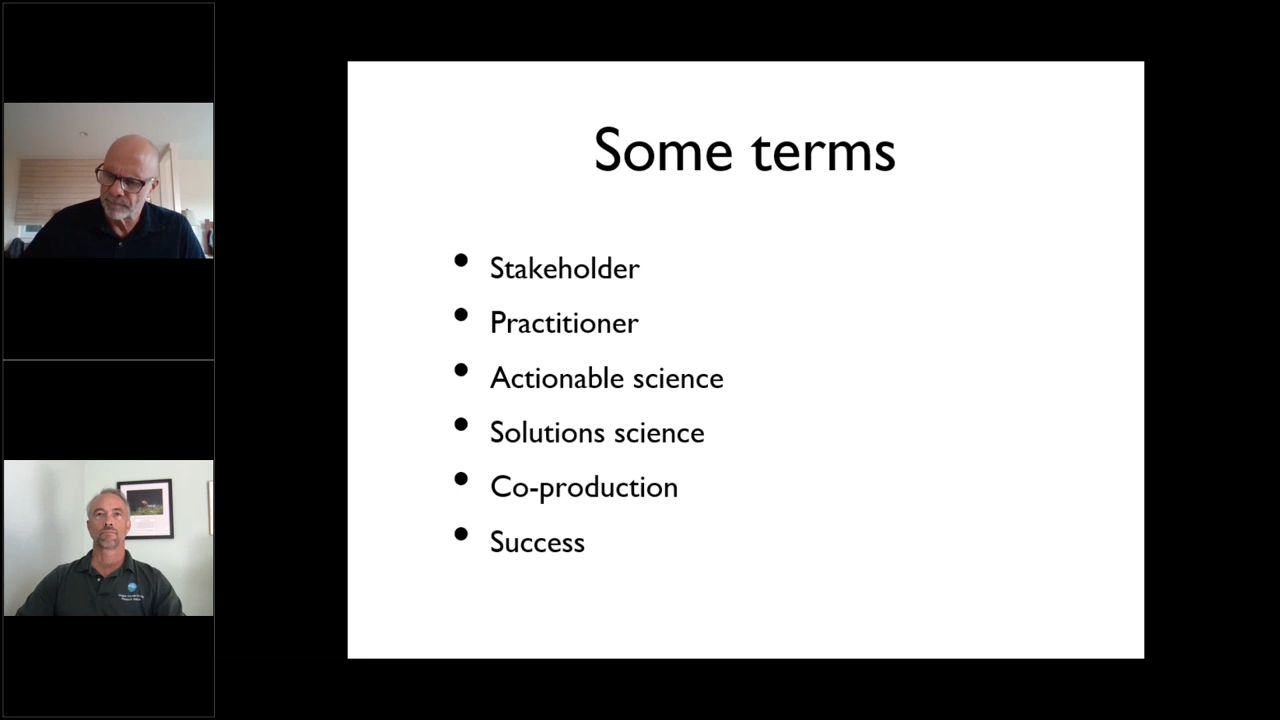 Some terms
• Stakeholder
• Practitioner
• Actionable science
• Solutions science
• Co-production
• Success